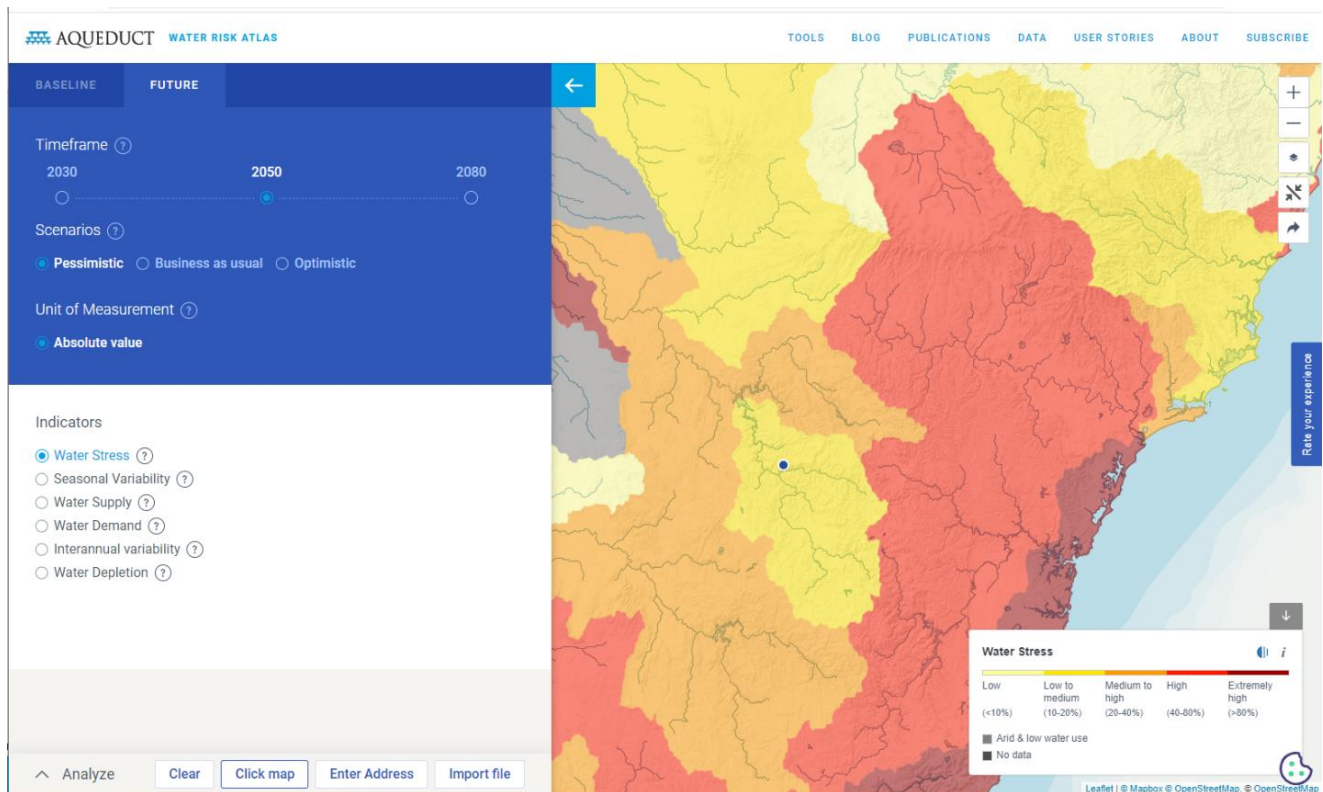 AQUEDUCT WATER RISK ATLAS
TOOLS BLOG PUBLICATIONS DATA USER STORIES ABOUT SUBSCRIBE
BASELINE FUTURE
Timeframe ?
2030 2050 2080
Scenarios ?
Pessimistic Business as usual Optimistic
Unit of Measurement ?
Absolute value
Indicators
Water Stress ?
Seasonal Variability ?
Water Supply ?
Water Demand ?
Interannual variability ?
Water Depletion ?
Analyze Clear Click map Enter Address Import file
Rate your experience
Water Stress i
Low Low to medium Medium to high High Extremely high
(<10%) (10-20%) (20-40%) (40-80%) (>80%)
Arid & low water use
No data
Leaflet | © Mapbox © OpenStreetMap, © OpenStreetMap